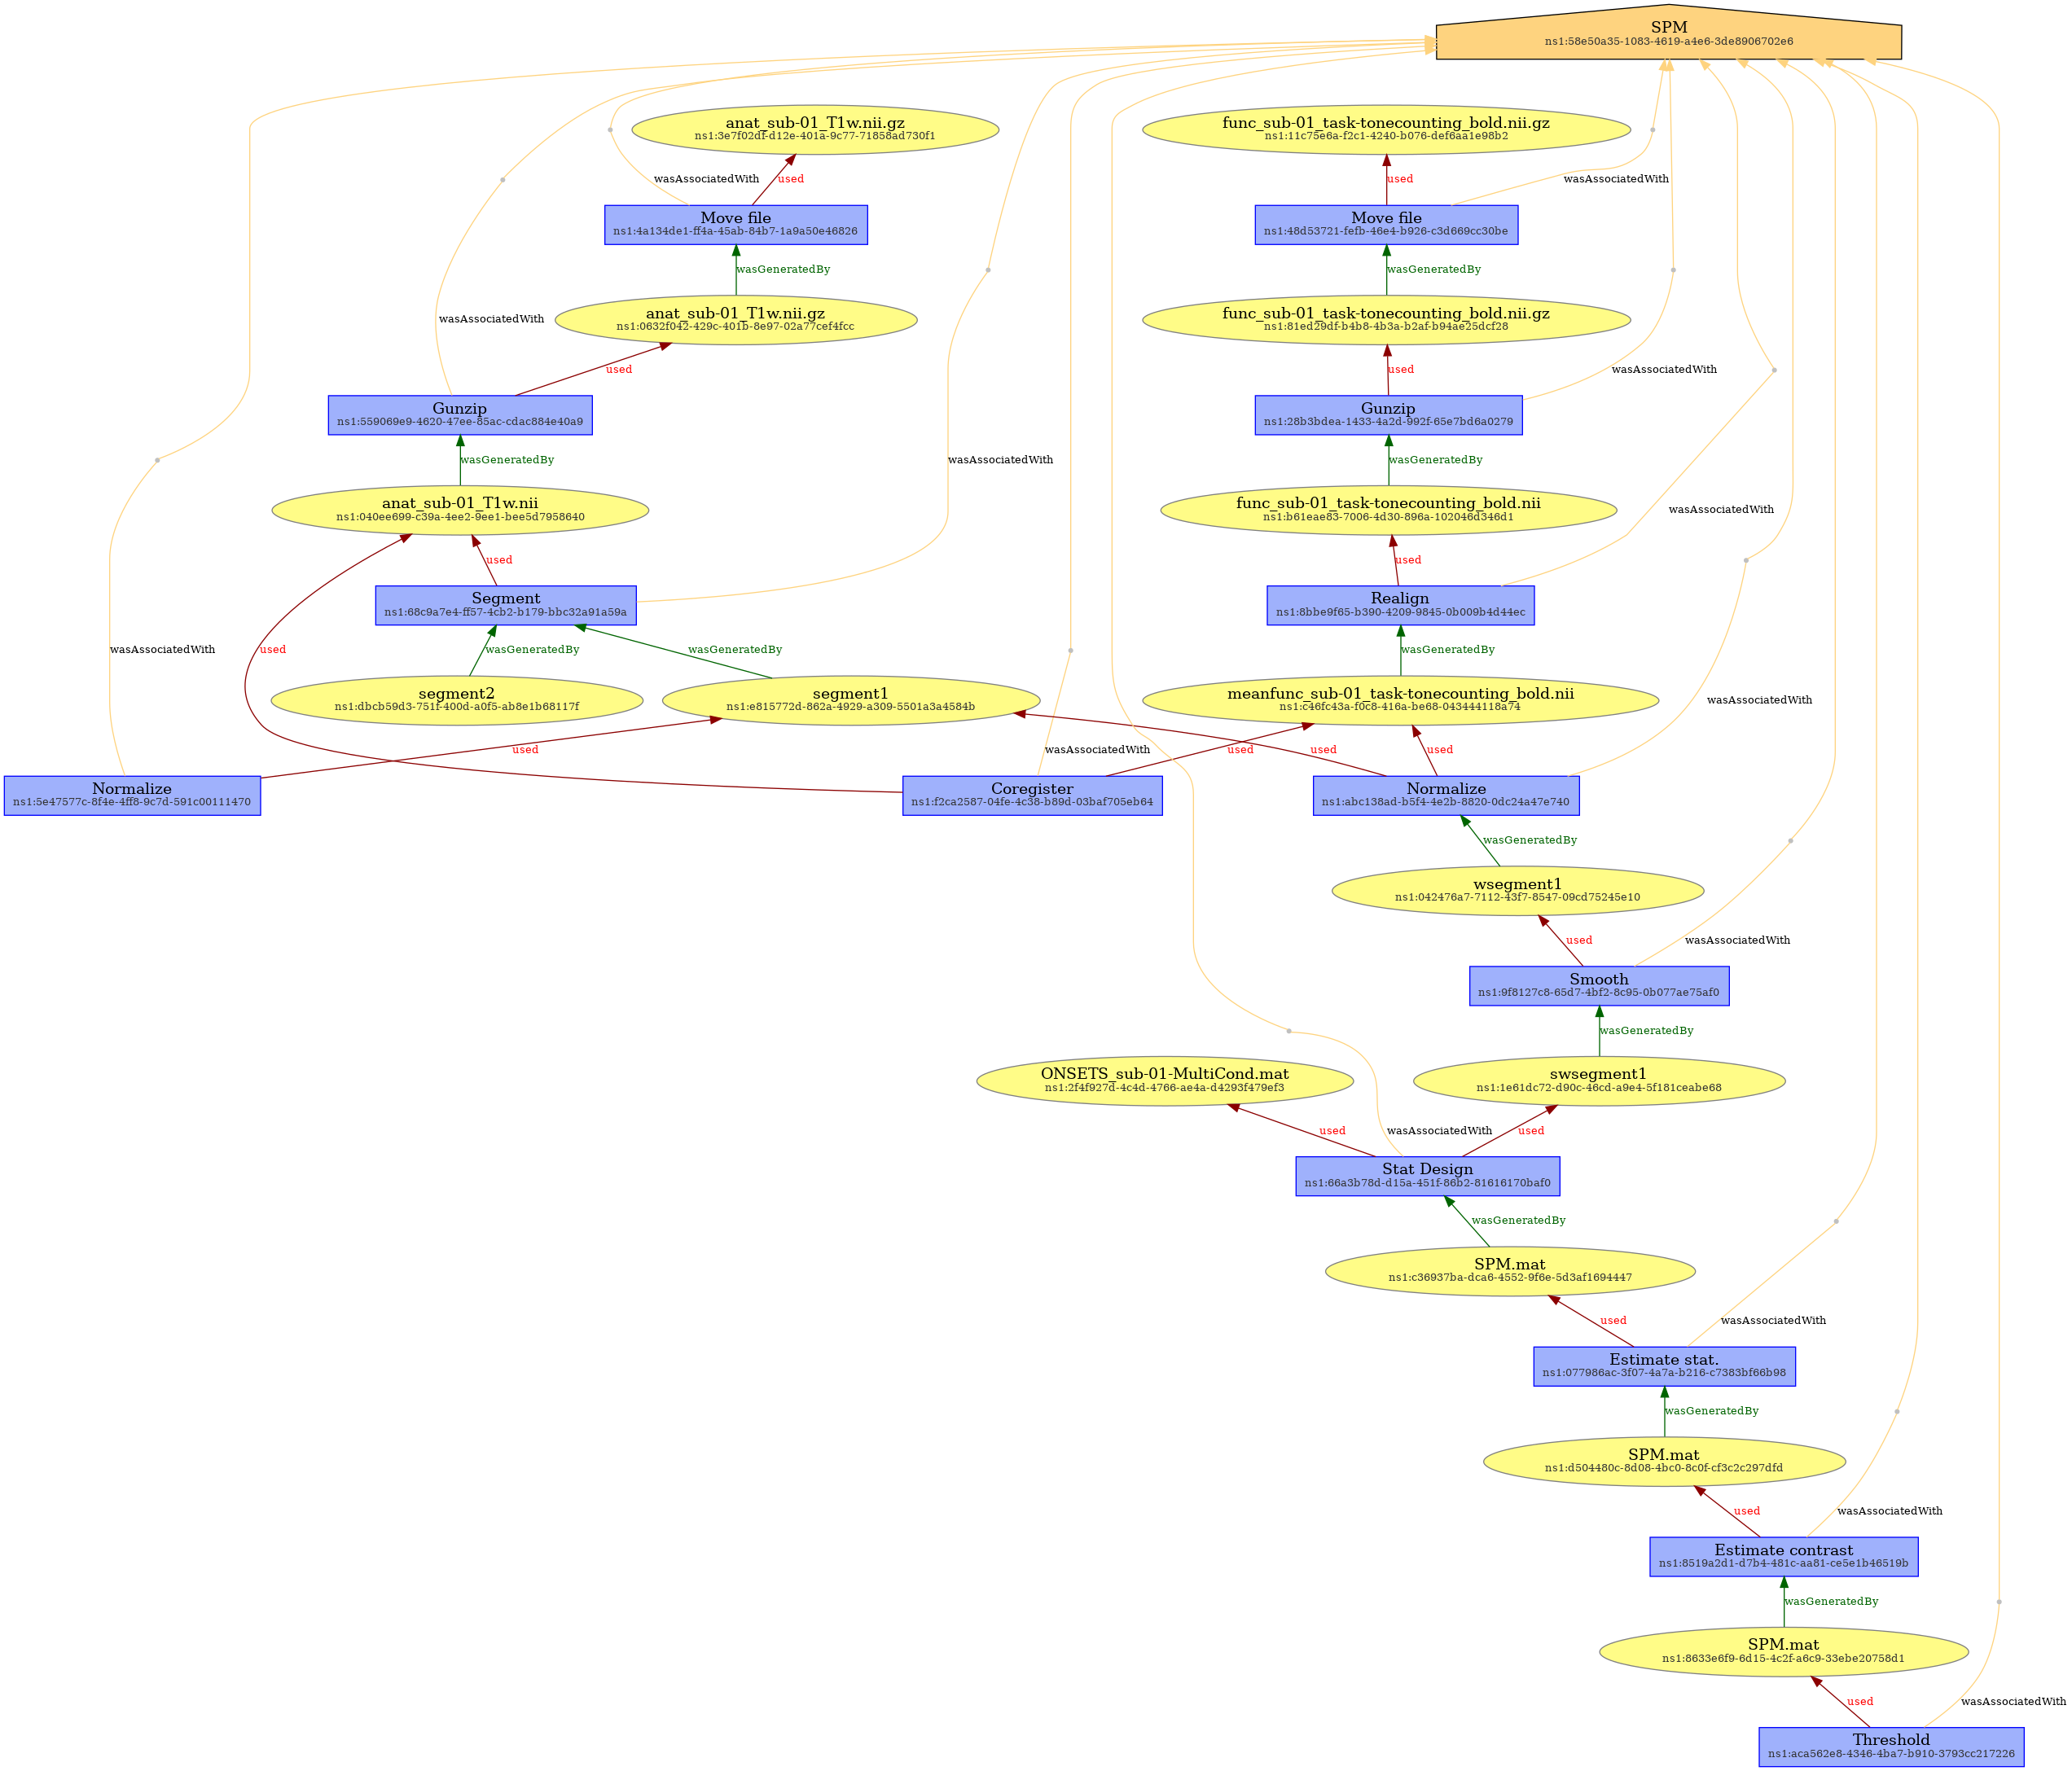 SPM
ns1:58e50a35-1083-4619-a4e6-3de8906702e6
anat_sub-01_T1w.nii.gz
ns1:3e7f02df-d12e-401a-9c77-71858ad730f1
func_sub-01_task-tonecounting_bold.nii.gz
ns1:11c75e6a-f2c1-4240-b076-def6aa1e98b2
wasAssociatedWith
used
used
wasAssociatedWith
Move file
ns1:4a134de1-ff4a-45ab-84b7-1a9a50e46826
Move file
ns1:48d53721-fefb-46e4-b926-c3d669cc30be
wasGeneratedBy
wasGeneratedBy
anat_sub-01_T1w.nii.gz
ns1:0632f042-429c-401b-8e97-02a77cef4fcc
func_sub-01_task-tonecounting_bold.nii.gz
ns1:81ed29df-b4b8-4b3a-b2af-b94ae25dcf28
wasAssociatedWith
used
used
wasAssociatedWith
Gunzip
ns1:559069e9-4620-47ee-85ac-cdac884e40a9
Gunzip
ns1:28b3bdea-1433-4a2d-992f-65e7bd6a0279
wasGeneratedBy
wasAssociatedWith
wasGeneratedBy
anat_sub-01_T1w.nii
ns1:040ee699-c39a-4ee2-9ee1-bee5d7958640
func_sub-01_task-tonecounting_bold.nii
ns1:b61eae83-7006-4d30-896a-102046d346d1
wasAssociatedWith
used
used
Segment
ns1:68c9a7e4-ff57-4cb2-b179-bbc32a91a59a
Realign
ns1:8bbe9f65-b390-4209-9845-0b009b4d44ec
wasAssociatedWith
used
wasGeneratedBy
wasGeneratedBy
wasGeneratedBy
segment2
ns1:dbcb59d3-751f-400d-a0f5-ab8e1b68117f
segment1
ns1:e815772d-862a-4929-a309-5501a3a4584b
meanfunc_sub-01_task-tonecounting_bold.nii
ns1:c46fc43a-f0c8-416a-be68-043444118a74
wasAssociatedWith
used
wasAssociatedWith
used
used
used
Normalize
ns1:5e47577c-8f4e-4ff8-9c7d-591c00111470
Coregister
ns1:f2ca2587-04fe-4c38-b89d-03baf705eb64
Normalize
ns1:abc138ad-b5f4-4e2b-8820-0dc24a47e740
wasGeneratedBy
wsegment1
ns1:042476a7-7112-43f7-8547-09cd75245e10
used
wasAssociatedWith
Smooth
ns1:9f8127c8-65d7-4bf2-8c95-0b077ae75af0
wasGeneratedBy
ONSETS_sub-01-MultiCond.mat
ns1:2f4f927d-4c4d-4766-ae4a-d4293f479ef3
swsegment1
ns1:1e61dc72-d90c-46cd-a9e4-5f181ceabe68
used
wasAssociatedWith
used
Stat Design
ns1:66a3b78d-d15a-451f-86b2-81616170baf0
wasGeneratedBy
SPM.mat
ns1:c36937ba-dca6-4552-9f6e-5d3af1694447
used
wasAssociatedWith
Estimate stat.
ns1:077986ac-3f07-4a7a-b216-c7383bf66b98
wasGeneratedBy
SPM.mat
ns1:d504480c-8d08-4bc0-8c0f-cf3c2c297dfd
used
wasAssociatedWith
Estimate contrast
ns1:8519a2d1-d7b4-481c-aa81-ce5e1b46519b
wasGeneratedBy
SPM.mat
ns1:8633e6f9-6d15-4c2f-a6c9-33ebe20758d1
used
wasAssociatedWith
Threshold
ns1:aca562e8-4346-4ba7-b910-3793cc217226